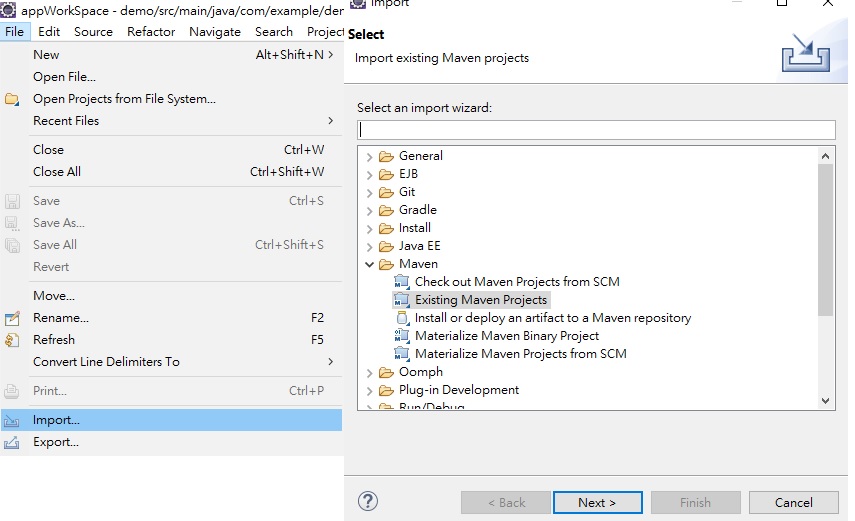 appWorkSpace - demo/src/main/java/com/example/den
File Edit Source Refactor Navigate Search Project
New Alt+Shift+N >
Open File...
Open Projects from File System...
Recent Files >
Close Ctrl+W
Close All Ctrl+Shift+W
Save Ctrl+S
Save As...
Save All Ctrl+Shift+S
Revert
Move...
Rename... F2
Refresh F5
Convert Line Delimiters To >
Print... Ctrl+P
Import...
Export...
Import
Select
Import existing Maven projects
Select an import wizard:
General
EJB
Git
Gradle
Install
Java EE
Maven
Check out Maven Projects from SCM
Existing Maven Projects
Install or deploy an artifact to a Maven repository
Materialize Maven Binary Project
Materialize Maven Projects from SCM
Oomph
Plug-in Development
Run/Debug
? < Back Next > Finish Cancel